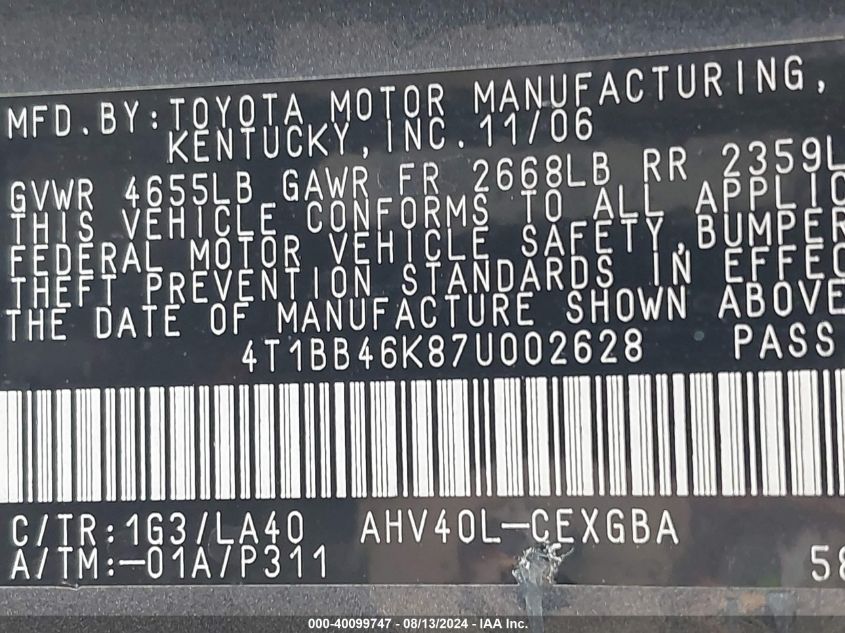 MFD.BY:TOYOTA MOTOR MANUFACTURING,
KENTUCKY, INC. 11/06
GVWR 4655LB GAWR FR 2668LB RR 2359L
THIS VEHICLE CONFORMS TO ALL APPLIC
FEDERAL MOTOR VEHICLE SAFETY,BUMPER
THEFT PREVENTION STANDARDS IN EFFEC
THE DATE OF MANUFACTURE SHOWN ABOVE
4T1BB46K87U002628 PASS
C/TR:1G3/LA40 AHV40L-CEXGBA
A/TM:-01A/P311 58
000-40099747 - 08/13/2024 - IAA Inc.